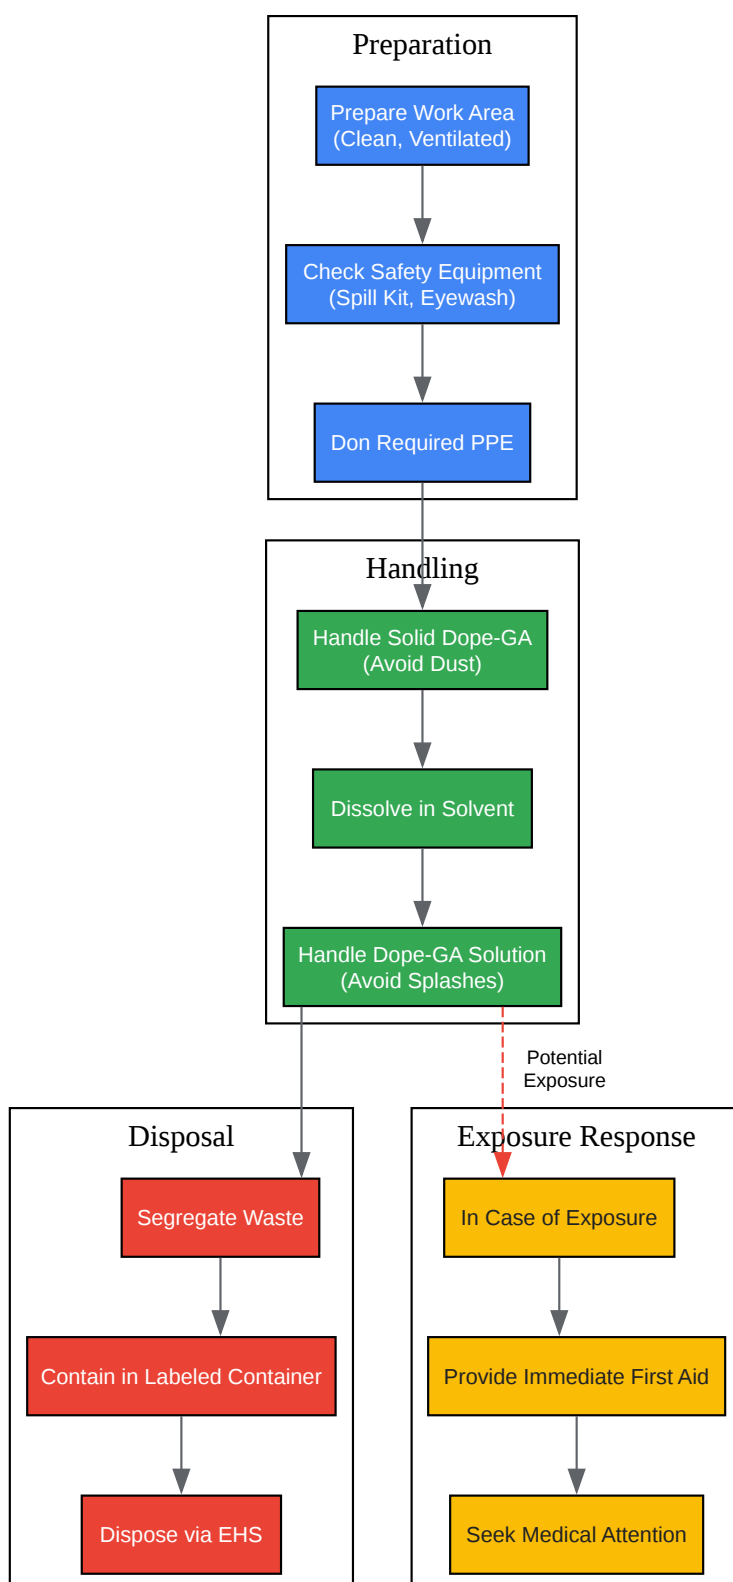 Preparation
Prepare Work Area
(Clean, Ventilated)
Check Safety Equipment
(Spill Kit, Eyewash)
Don Required PPE
Handling
Handle Solid Dope-GA
(Avoid Dust)
Dissolve in Solvent
Handle Dope-GA Solution
(Avoid Splashes)
Potential
Exposure
Disposal
Segregate Waste
Contain in Labeled Container
Dispose via EHS
Exposure Response
In Case of Exposure
Provide Immediate First Aid
Seek Medical Attention